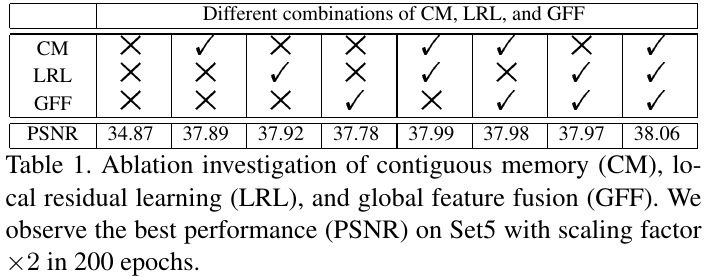 Different combinations of CM, LRL, and GFF
CM ✕ ✓ ✕ ✕ ✓ ✓ ✕ ✓
LRL ✕ ✕ ✓ ✕ ✓ ✕ ✓ ✓
GFF ✕ ✕ ✕ ✓ ✕ ✓ ✓ ✓
PSNR 34.87 37.89 37.92 37.78 37.99 37.98 37.97 38.06
Table 1. Ablation investigation of contiguous memory (CM), lo-
cal residual learning (LRL), and global feature fusion (GFF). We
observe the best performance (PSNR) on Set5 with scaling factor
×2 in 200 epochs.